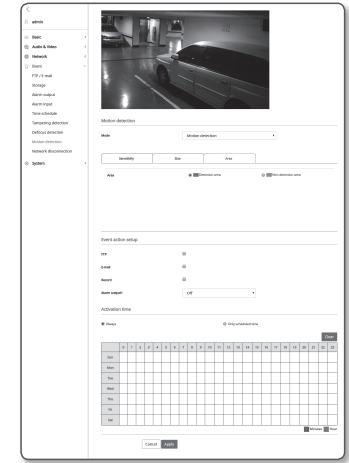 admin
Basic
Audio & Video
Network
Event
FTP / E-mail
Storage
Alarm output
Alarm input
Time schedule
Tampering detection
Defocus detection
Motion detection
Network disconnection
System
Motion detection
Mode
Motion detection
Sensitivity
Size
Area
Area
Detection area
Non-detection area
Event action setup
FTP
E-mail
Record
Alarm output1
Off
Activation time
Always
Only scheduled time
Clear
0 1 2 3 4 5 6 7 8 9 10 11 12 13 14 15 16 17 18 19 20 21 22 23
Sun
Mon
Tue
Wed
Thu
Fri
Sat
Minutes
Hour
Cancel
Apply